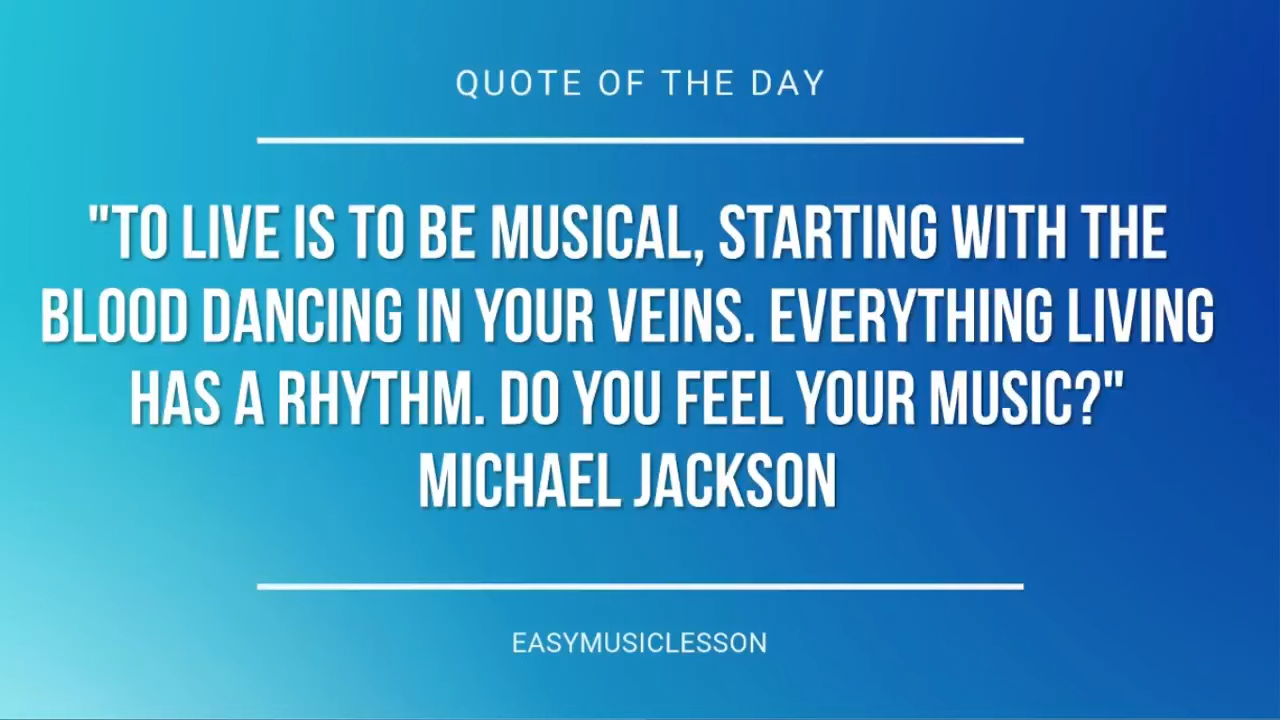 QUOTE OF THE DAY
"TO LIVE IS TO BE MUSICAL, STARTING WITH THE
BLOOD DANCING IN YOUR VEINS. EVERYTHING LIVING
HAS A RHYTHM. DO YOU FEEL YOUR MUSIC?"
MICHAEL JACKSON
EASYMUSICLESSON